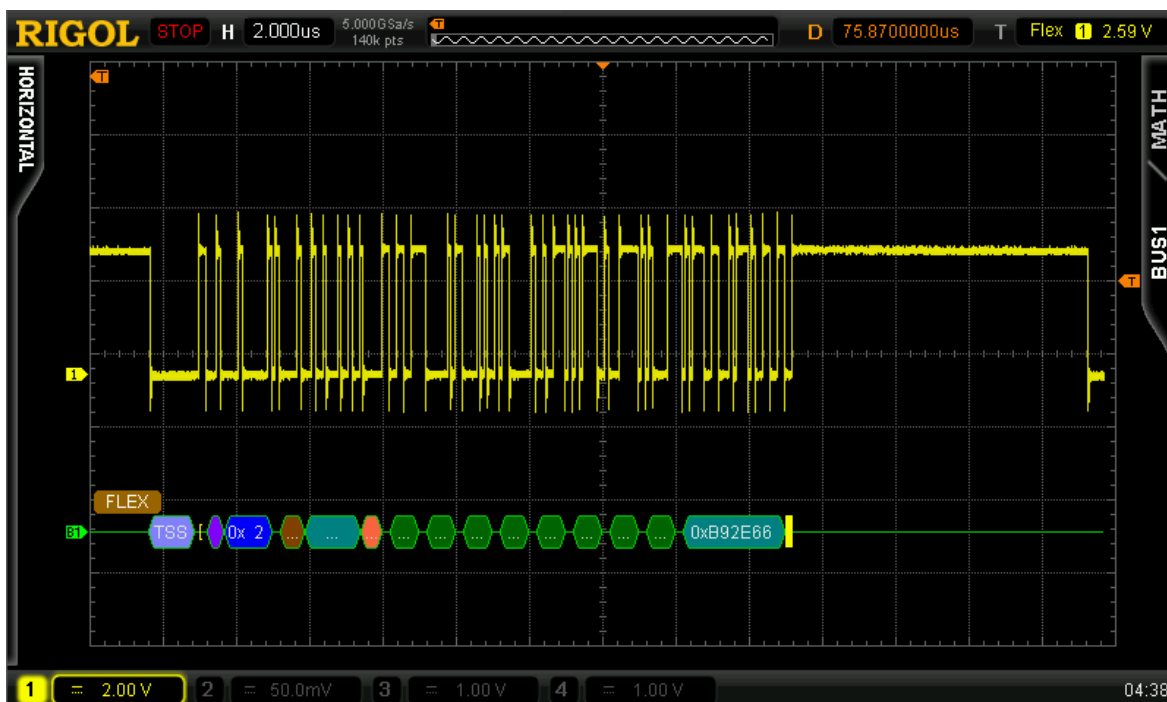 RIGOL STOP H 2.000us 5.000GSa/s 140k pts T D 75.8700000us T Flex 1 2.59 V
HORIZONTAL
T
MATH
BUS1
T
1
FLEX
B1 TSS [ 0x 2 ... ... ... ... ... ... ... ... ... ... ... 0xB92E66
1 = 2.00 V 2 = 50.0mV 3 = 1.00 V 4 = 1.00 V 04:38